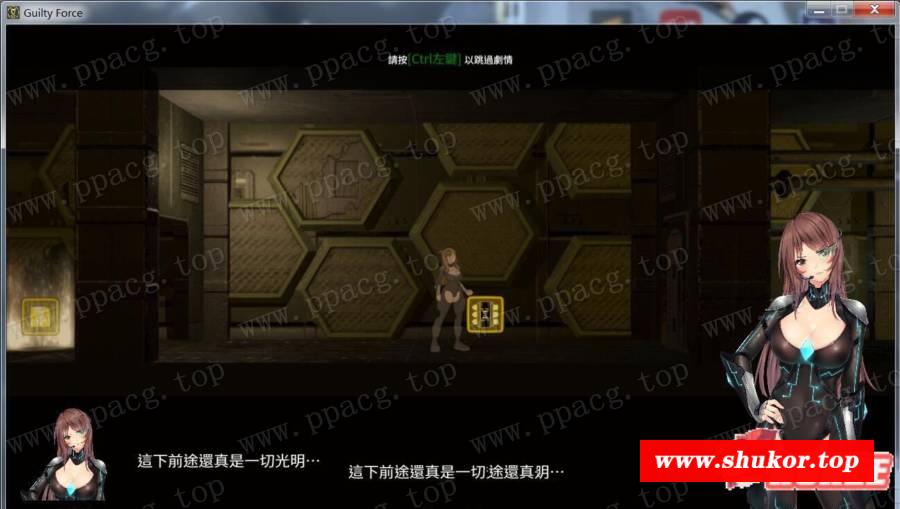 Guilty Force
請按[Ctrl左鍵]以跳過劇情
www.ppacg.top
這下前途還真是一切光明…
這下前途還真是一切:途還真明…
www.shukor.top